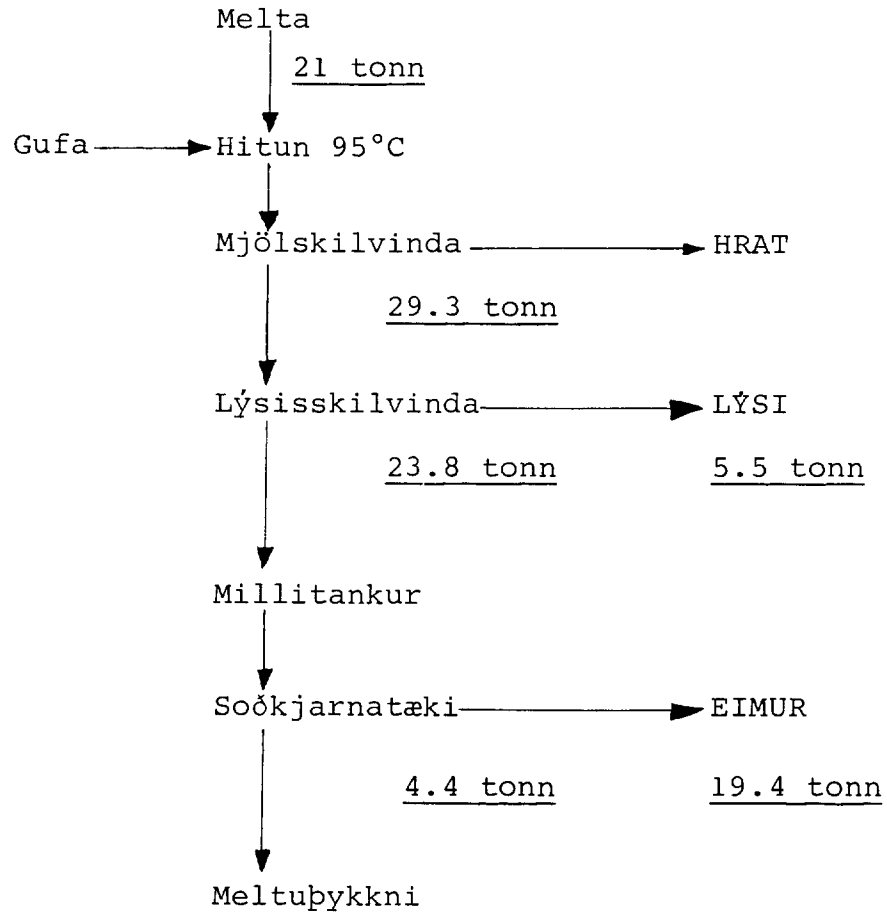 Melta
21 tonn
Gufa Hitun 95°C
Mjölskilvinda HRAT
29.3 tonn
Lýsisskilvinda LÝSI
23.8 tonn 5.5 tonn
Millitankur
Soðkjarnatæki EIMUR
4.4 tonn 19.4 tonn
Meltuþykkni